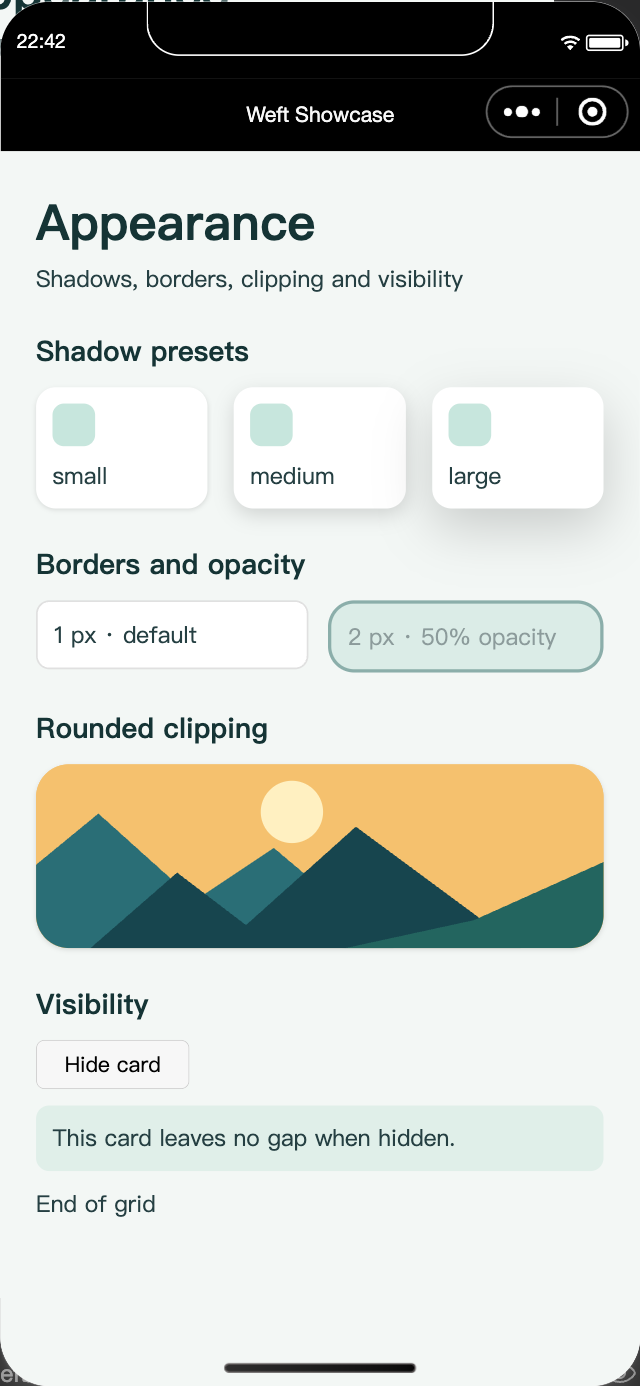 22:42
Weft Showcase
Appearance
Shadows, borders, clipping and visibility
Shadow presets
small
medium
large
Borders and opacity
1 px · default
2 px · 50% opacity
Rounded clipping
Visibility
Hide card
This card leaves no gap when hidden.
End of grid